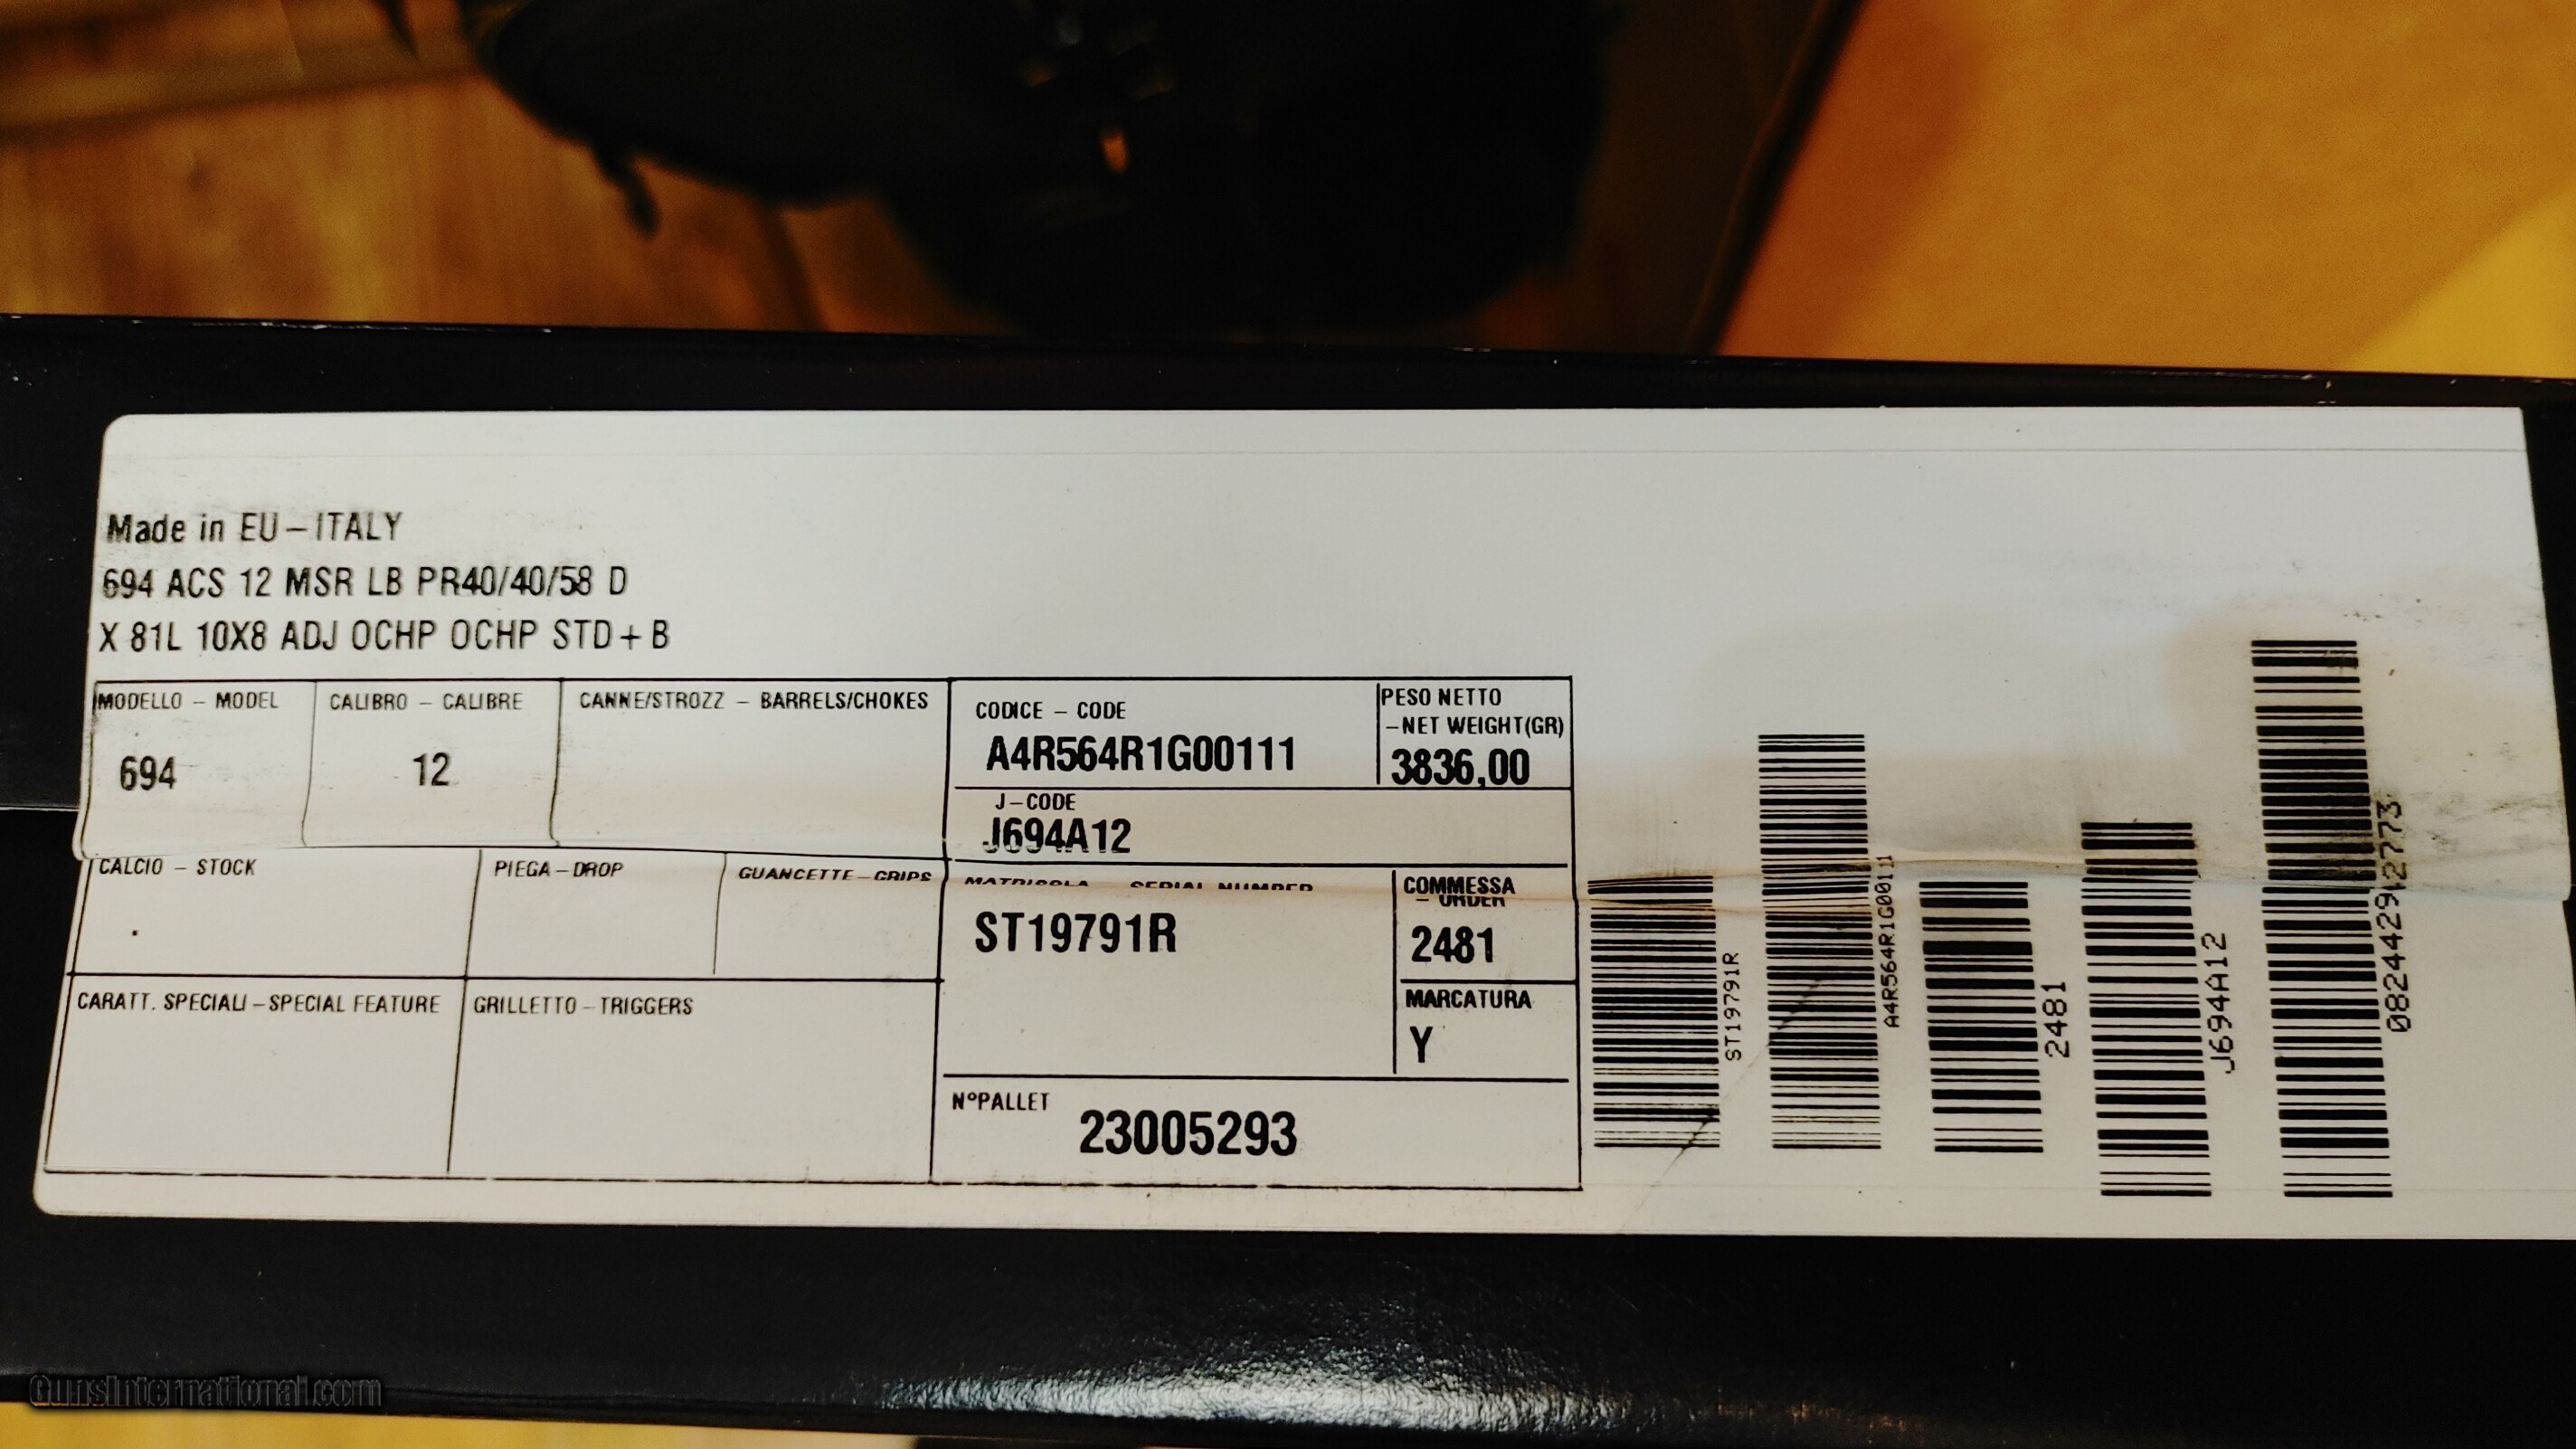 Made in EU – ITALY
694 ACS 12 MSR LB PR40/40/58 D
X 81L 10X8 ADJ OCHP OCHP STD + B
MODELLO – MODEL
694
CALIBRO – CALIBRE
12
CANNE/STROZZ – BARRELS/CHOKES
CODICE – CODE
A4R564R1G00111
PESO NETTO
–NET WEIGHT(GR)
3836,00
J–CODE
J694A12
CALCIO – STOCK
PIEGA–DROP
GUANCETTE–GRIPS
MATRICOLA – SERIAL NUMBER
ST19791R
COMMESSA
– ORDER
2481
MARCATURA
Y
CARATT. SPECIALI–SPECIAL FEATURE
GRILLETTO–TRIGGERS
N°PALLET
23005293
ST19791R
A4R564R1G00111
2481
J694A12
082442912773
GunsInternational.com